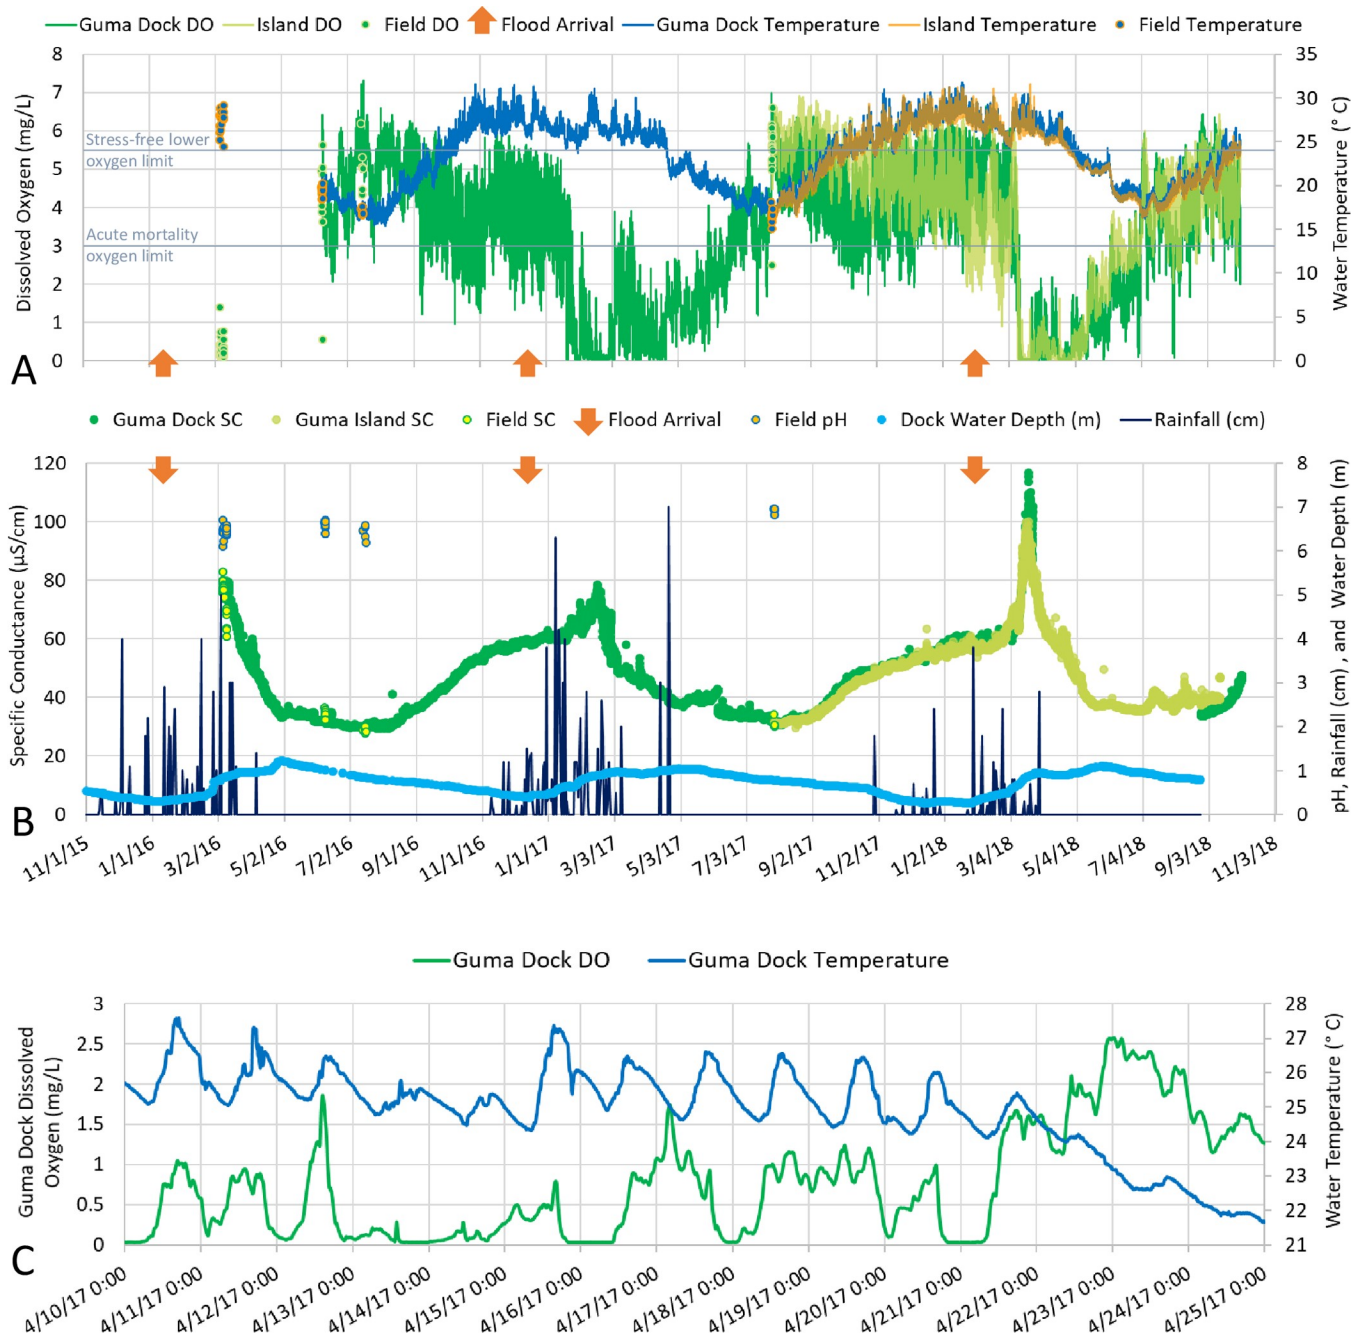 Guma Dock DO Island DO Field DO Flood Arrival Guma Dock Temperature Island Temperature Field Temperature
8 7 6 5 4 3 2 1 0
Dissolved Oxygen (mg/L)
Stress-free lower
oxygen limit
Acute mortality
oxygen limit
35 30 25 20 15 10 5 0
Water Temperature (° C)
A
Guma Dock SC Guma Island SC Field SC Flood Arrival Field pH Dock Water Depth (m) Rainfall (cm)
120 100 80 60 40 20 0
Specific Conductance (µS/cm)
8 7 6 5 4 3 2 1 0
pH, Rainfall (cm), and Water Depth (m)
B
11/1/15 1/1/16 3/2/16 5/2/16 7/2/16 9/1/16 11/1/16 1/1/17 3/3/17 5/3/17 7/3/17 9/2/17 11/2/17 1/2/18 3/4/18 5/4/18 7/4/18 9/3/18 11/3/18
Guma Dock DO Guma Dock Temperature
3 2.5 2 1.5 1 0.5 0
Guma Dock Dissolved
Oxygen (mg/L)
28 27 26 25 24 23 22 21
Water Temperature (° C)
C
4/10/17 0:00 4/11/17 0:00 4/12/17 0:00 4/13/17 0:00 4/14/17 0:00 4/15/17 0:00 4/16/17 0:00 4/17/17 0:00 4/18/17 0:00 4/19/17 0:00 4/20/17 0:00 4/21/17 0:00 4/22/17 0:00 4/23/17 0:00 4/24/17 0:00 4/25/17 0:00